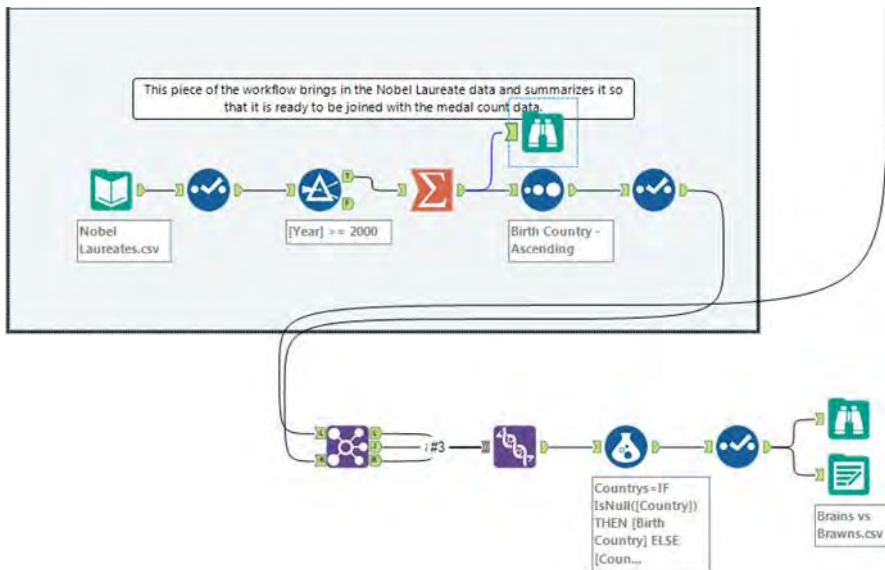 This piece of the workflow brings in the Nobel Laureate data and summarizes it so
that it is ready to be joined with the medal count data.
T
F
Nobel
Laureates.csv
[Year] >= 2000
Birth Country -
Ascending
L
R
L
J
R
#3
Countrys=IF
IsNull([Country])
THEN [Birth
Country] ELSE
[Coun...
Brains vs
Brawns.csv